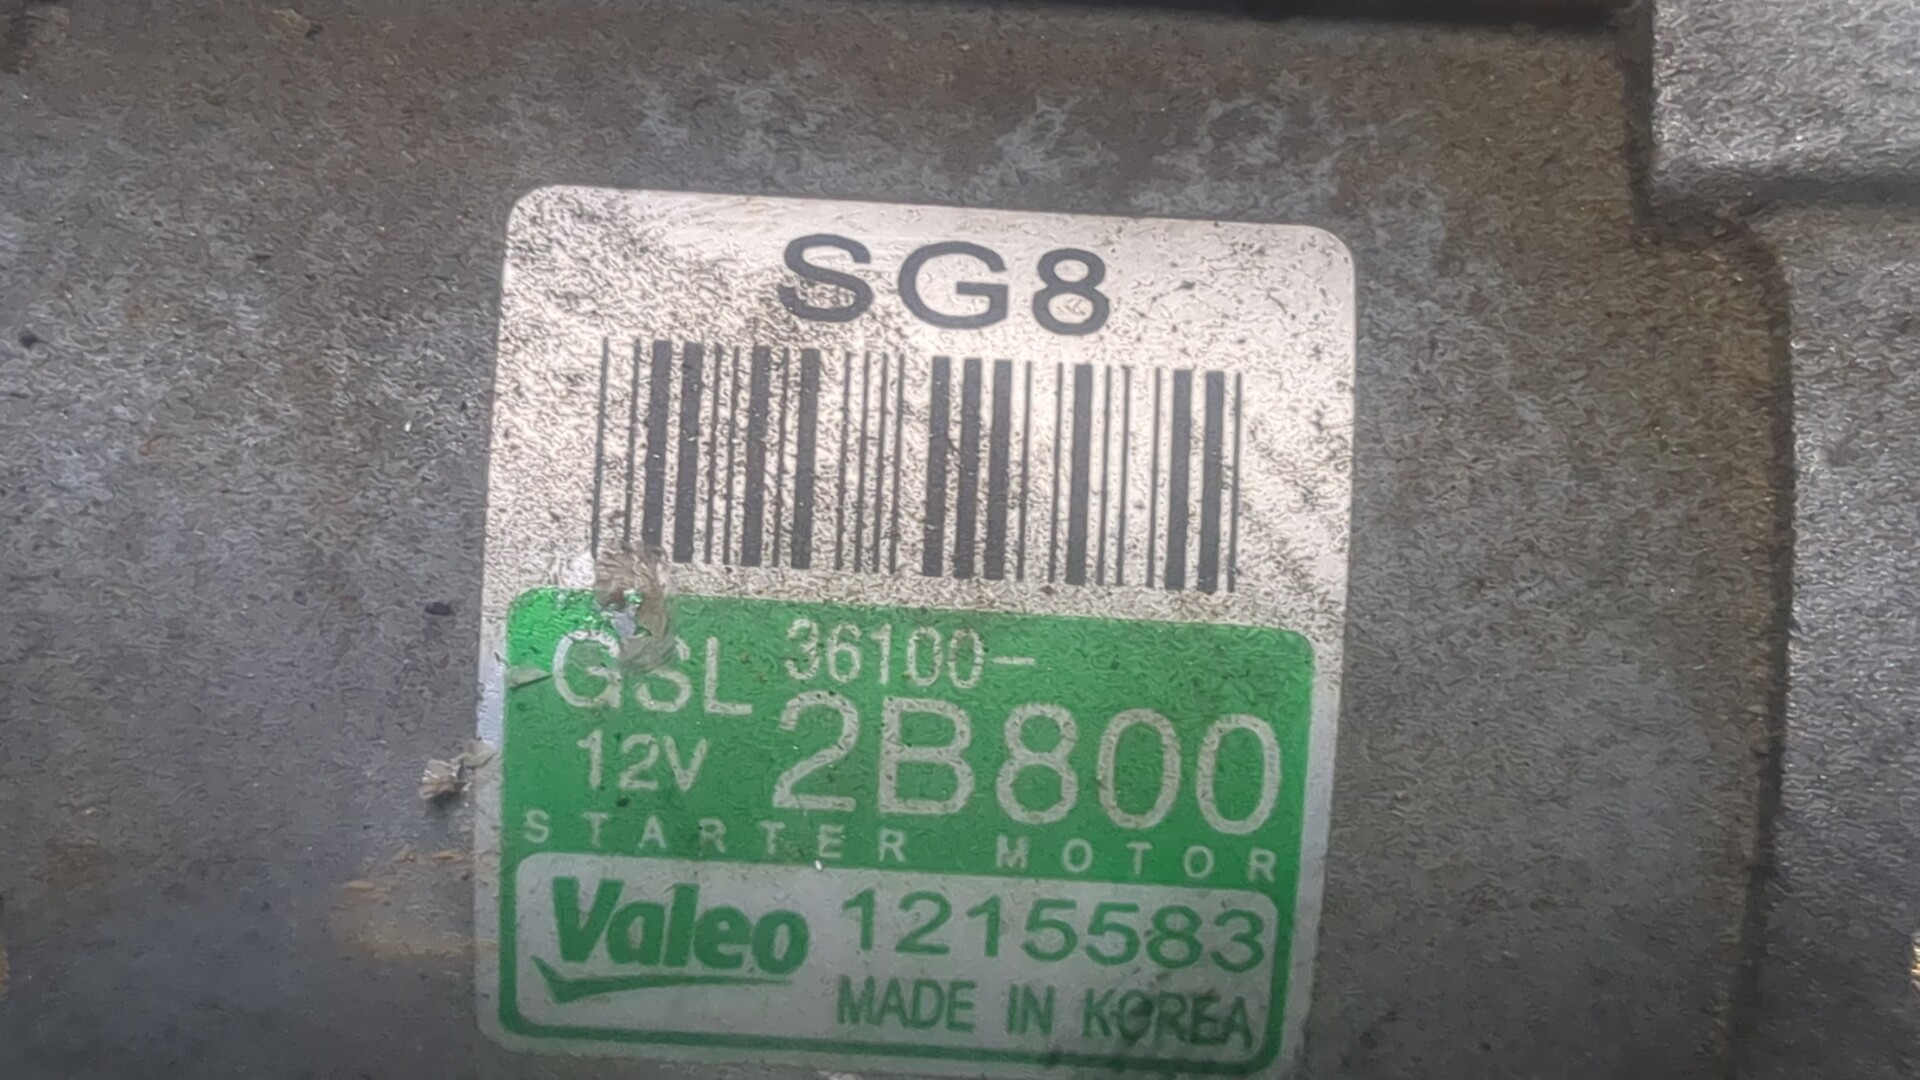 SG8
GSL 36100-
12V 2B800
STARTER MOTOR
Valeo 1215583
MADE IN KOREA